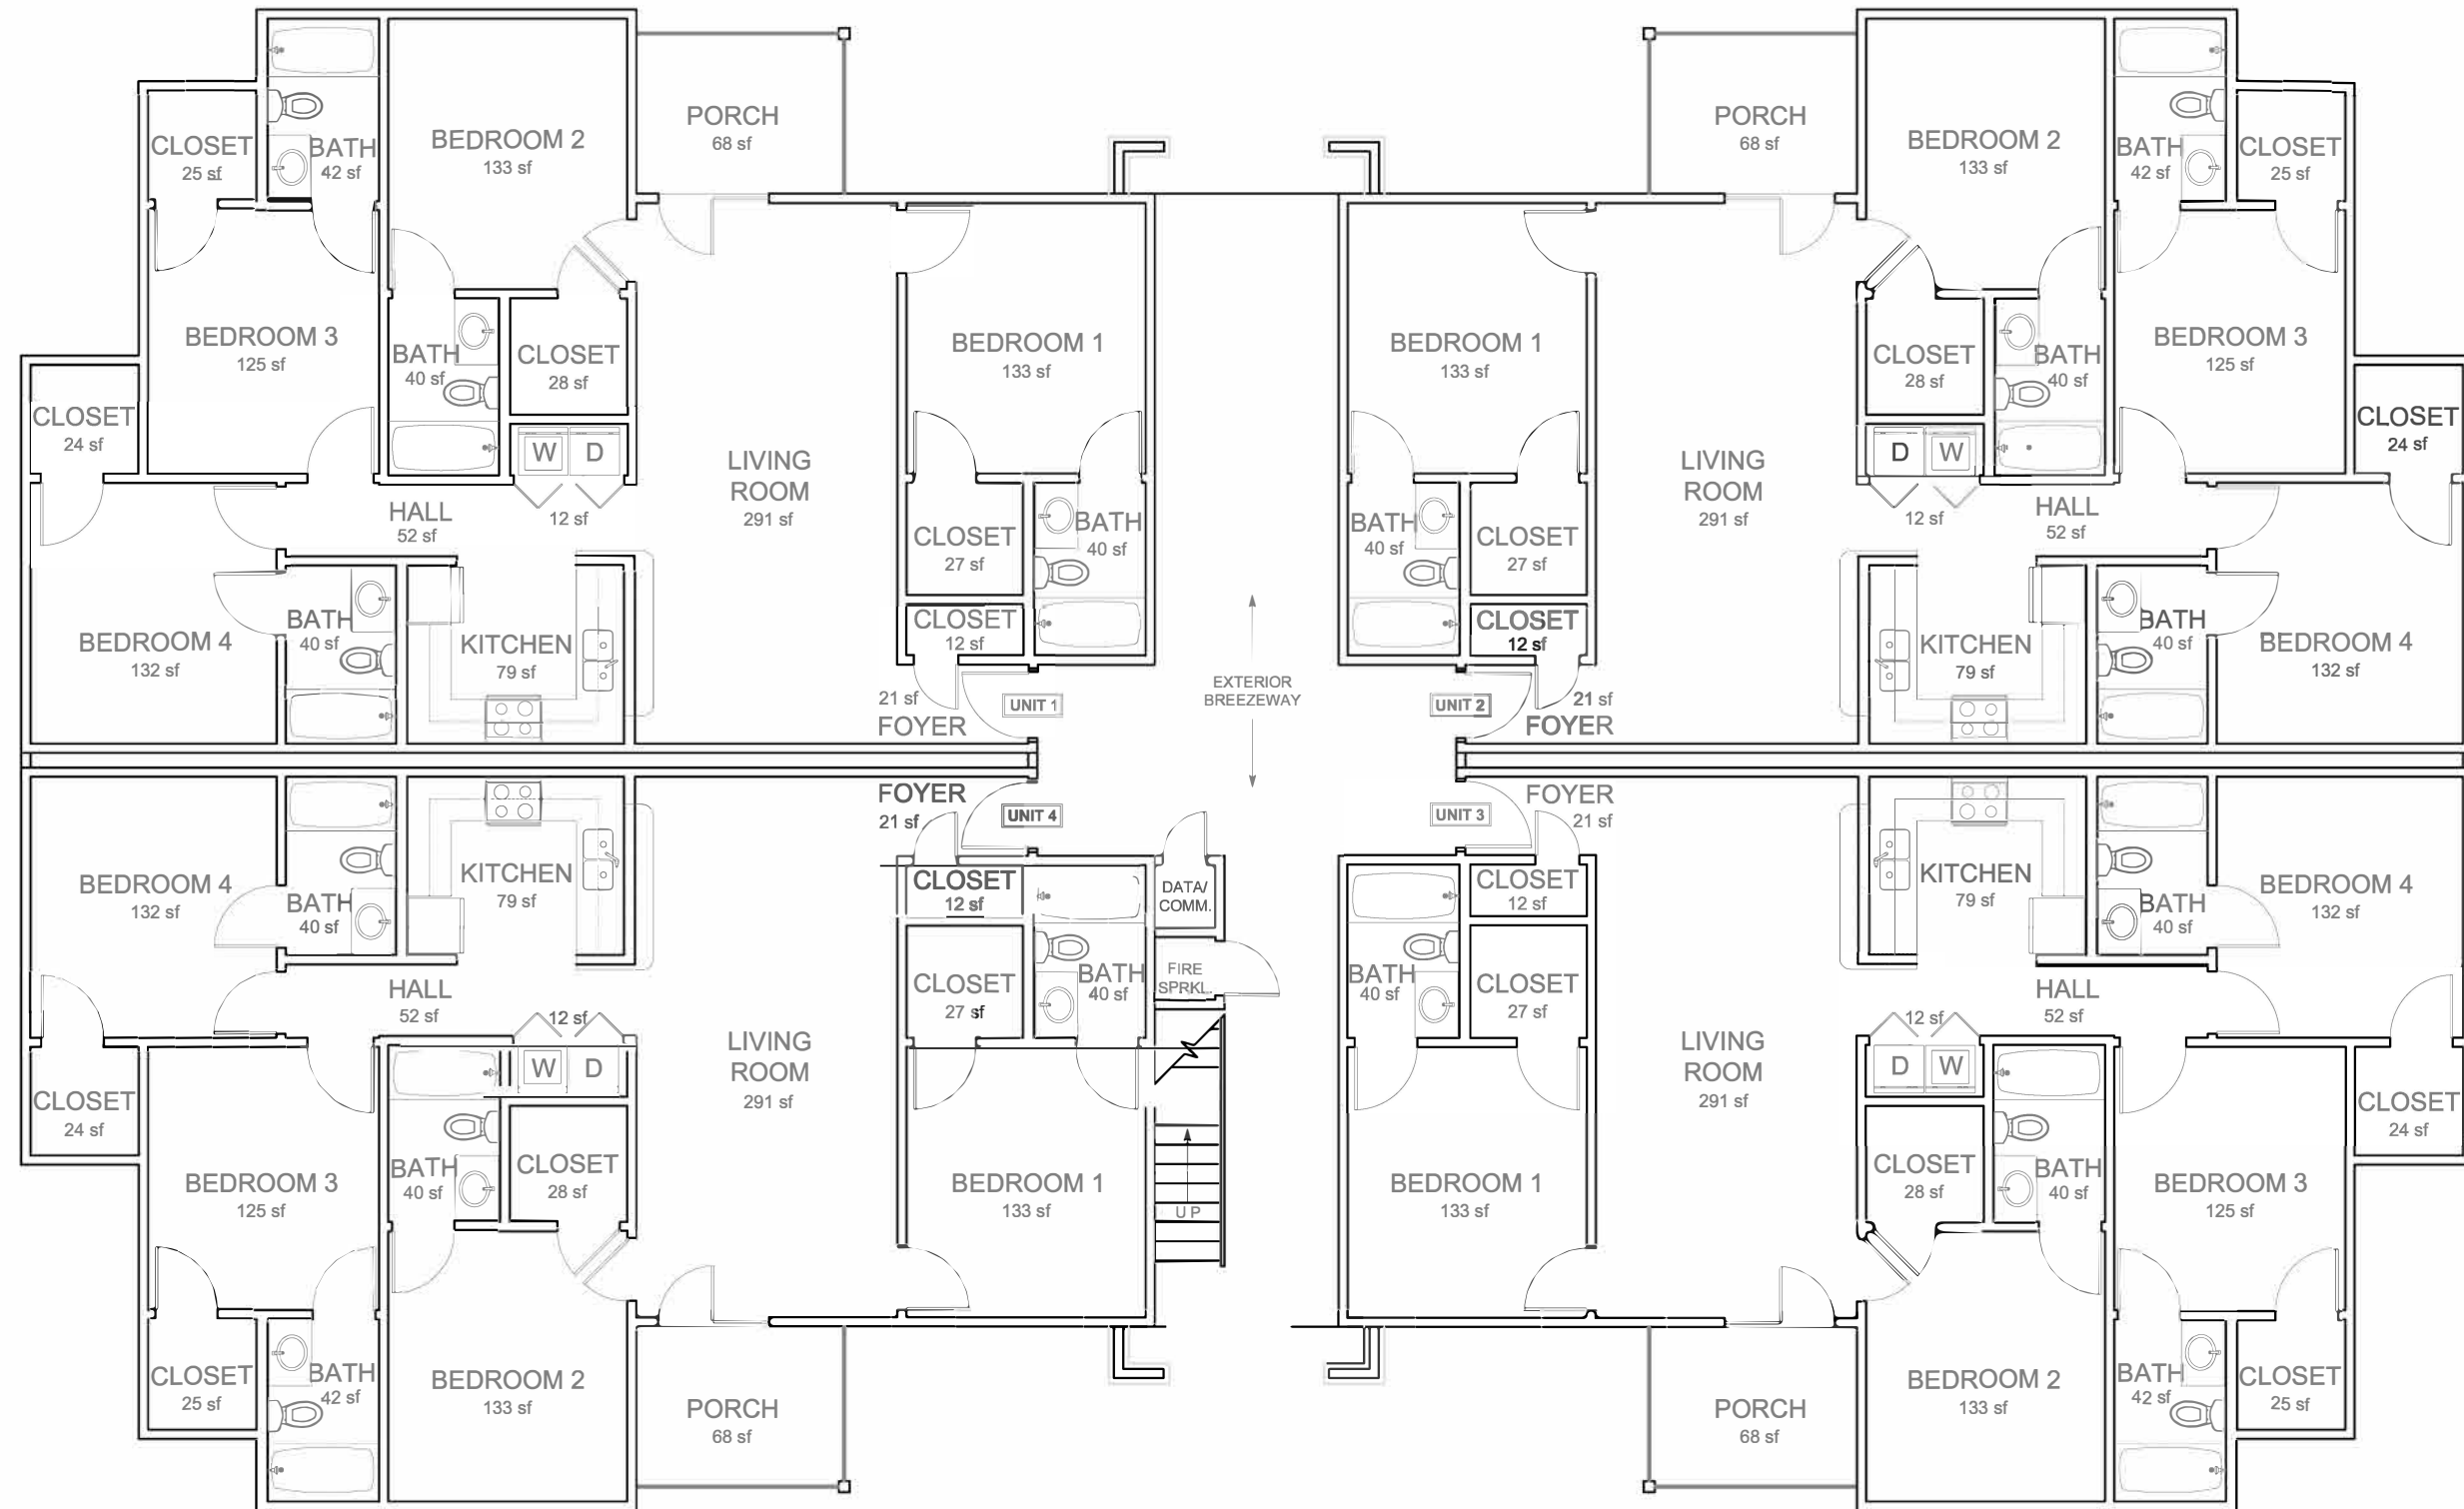 BEDROOM 2
133 sf
PORCH
68 sf
CLOSET
25 sf
BATH
42 sf
BEDROOM 3
125 sf
BATH
40 sf
CLOSET
28 sf
BEDROOM 1
133 sf
CLOSET
24 sf
W D
LIVING
ROOM
291 sf
HALL
52 sf
12 sf
CLOSET
27 sf
BATH
40 sf
BEDROOM 4
132 sf
BATH
40 sf
KITCHEN
79 sf
CLOSET
12 sf
21 sf
FOYER
UNIT 1
EXTERIOR
BREEZEWAY
PORCH
68 sf
BEDROOM 2
133 sf
BATH
42 sf
CLOSET
25 sf
BEDROOM 1
133 sf
CLOSET
28 sf
BATH
40 sf
BEDROOM 3
125 sf
CLOSET
24 sf
LIVING
ROOM
291 sf
D W
12 sf
HALL
52 sf
BATH
40 sf
CLOSET
27 sf
CLOSET
12 sf
KITCHEN
79 sf
BATH
40 sf
BEDROOM 4
132 sf
UNIT 2
21 sf
FOYER
FOYER
21 sf
UNIT 4
BEDROOM 4
132 sf
BATH
40 sf
KITCHEN
79 sf
CLOSET
12 sf
DATA/
COMM.
CLOSET
27 sf
BATH
40 sf
FIRE
SPRKL.
HALL
52 sf
12 sf
W D
LIVING
ROOM
291 sf
CLOSET
24 sf
BEDROOM 3
125 sf
BATH
40 sf
CLOSET
28 sf
BEDROOM 1
133 sf
UP
CLOSET
25 sf
BATH
42 sf
BEDROOM 2
133 sf
PORCH
68 sf
UNIT 3
FOYER
21 sf
CLOSET
12 sf
KITCHEN
79 sf
BATH
40 sf
BEDROOM 4
132 sf
BATH
40 sf
CLOSET
27 sf
HALL
52 sf
12 sf
D W
LIVING
ROOM
291 sf
CLOSET
24 sf
BEDROOM 1
133 sf
CLOSET
28 sf
BATH
40 sf
BEDROOM 3
125 sf
PORCH
68 sf
BEDROOM 2
133 sf
BATH
42 sf
CLOSET
25 sf